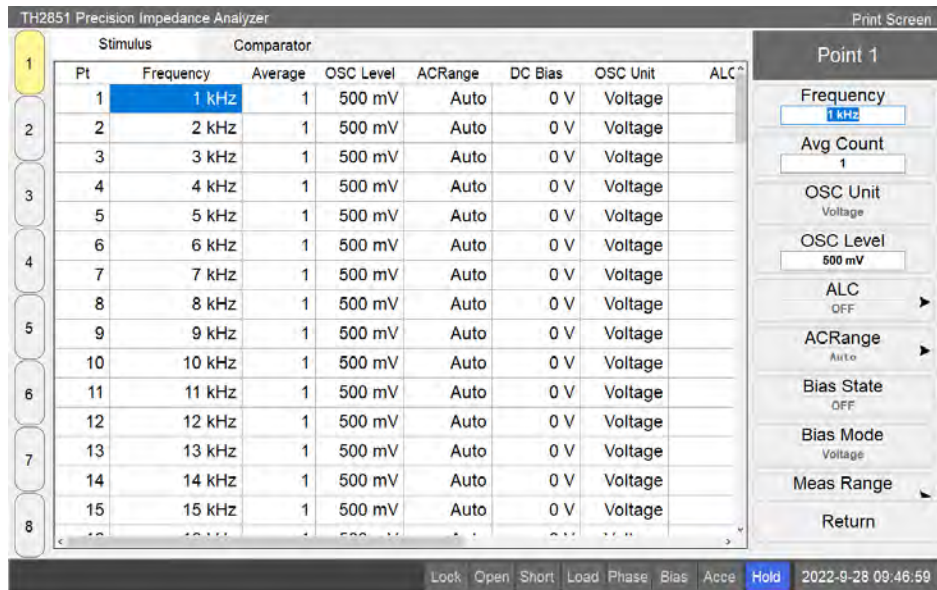 TH2851 Precision Impedance Analyzer Print Screen
Stimulus Comparator
Pt Frequency Average OSC Level ACRange DC Bias OSC Unit ALC
1 1 kHz 1 500 mV Auto 0 V Voltage
2 2 kHz 1 500 mV Auto 0 V Voltage
3 3 kHz 1 500 mV Auto 0 V Voltage
4 4 kHz 1 500 mV Auto 0 V Voltage
5 5 kHz 1 500 mV Auto 0 V Voltage
6 6 kHz 1 500 mV Auto 0 V Voltage
7 7 kHz 1 500 mV Auto 0 V Voltage
8 8 kHz 1 500 mV Auto 0 V Voltage
9 9 kHz 1 500 mV Auto 0 V Voltage
10 10 kHz 1 500 mV Auto 0 V Voltage
11 11 kHz 1 500 mV Auto 0 V Voltage
12 12 kHz 1 500 mV Auto 0 V Voltage
13 13 kHz 1 500 mV Auto 0 V Voltage
14 14 kHz 1 500 mV Auto 0 V Voltage
15 15 kHz 1 500 mV Auto 0 V Voltage
1
2
3
4
5
6
7
8
Point 1
Frequency
1 kHz
Avg Count
1
OSC Unit
Voltage
OSC Level
500 mV
ALC
OFF
ACRange
Auto
Bias State
OFF
Bias Mode
Voltage
Meas Range
Return
Lock Open Short Load Phase Bias Acce Hold 2022-9-28 09:46:59